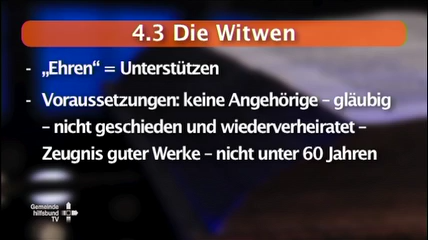 4.3 Die Witwen
- „Ehren“ = Unterstützen
- Voraussetzungen: keine Angehörige – gläubig
– nicht geschieden und wiederverheiratet –
Zeugnis guter Werke – nicht unter 60 Jahren
Gemeinde
hilfsbund
TV